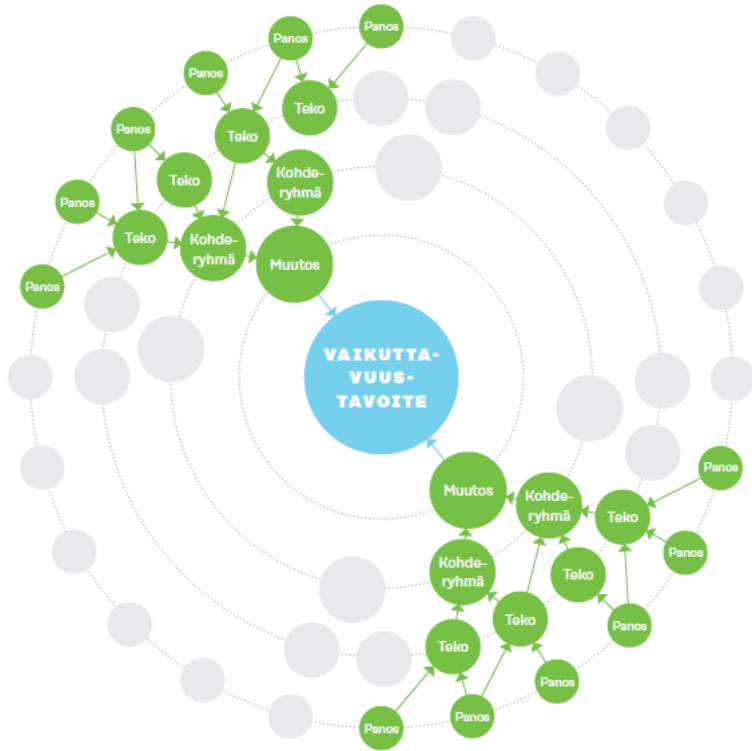 Panos
Panos
Panos
Teko
Panos
Teko
Teko
Kohde-
ryhmä
Panos
Panos
Teko
Kohde-
ryhmä
Muutos
Panos
VAIKUTTA-
VUUS-
TAVOITE
Panos
Muutos
Kohde-
ryhmä
Teko
Panos
Kohde-
ryhmä
Teko
Teko
Panos
Teko
Panos
Panos
Panos